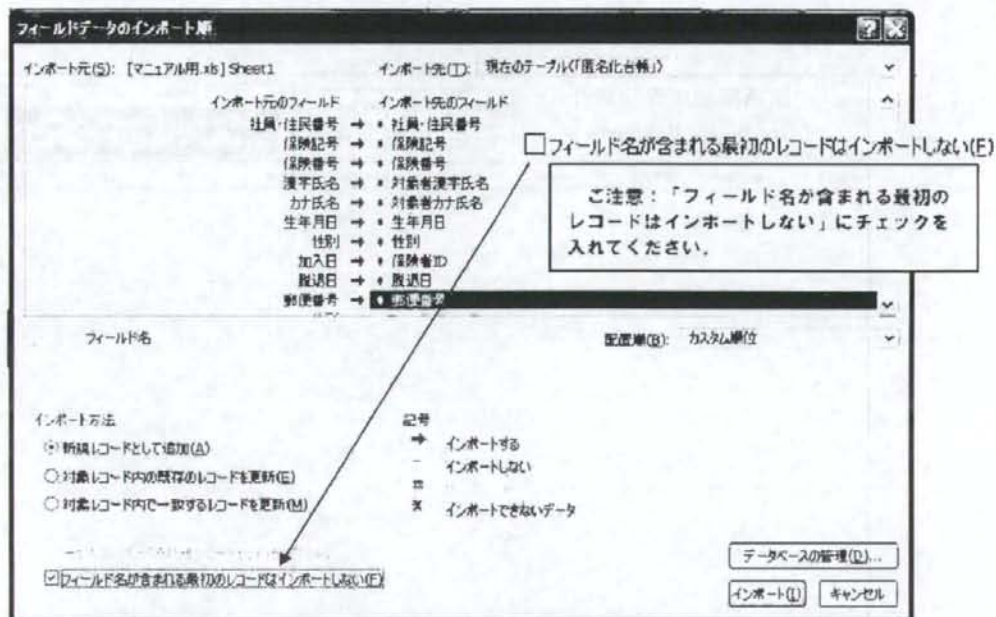 フィールドデータのインポート順
インポート元(S): [マニュアル用.xls] Sheet1 インポート先(T): 現在のテーブル(「匿名化台帳」)
インポート元のフィールド インポート先のフィールド
社員・住民番号 → 社員・住民番号
保険記号 → 保険記号
保険番号 → 保険番号
漢字氏名 → 対象者漢字氏名
カナ氏名 → 対象者カナ氏名
生年月日 → 生年月日
性別 → 性別
加入日 → 保険者ID
脱退日 → 脱退日
郵便番号 → 郵便番号
□フィールド名が含まれる最初のレコードはインポートしない(F)
ご注意：「フィールド名が含まれる最初の
レコードはインポートしない」にチェックを
入れてください.
フィールド名 配置順(B): カスタム順位
インポート方法
新規レコードとして追加(A)
対象レコード内の既存のレコードを更新(E)
対象レコード内で一致するレコードを更新(M)
記号
→ インポートする
- インポートしない
=
x インポートできないデータ
フィールド名が含まれる最初のレコードはインポートしない(F)
データベースの管理(D)...
インポート(I) キャンセル